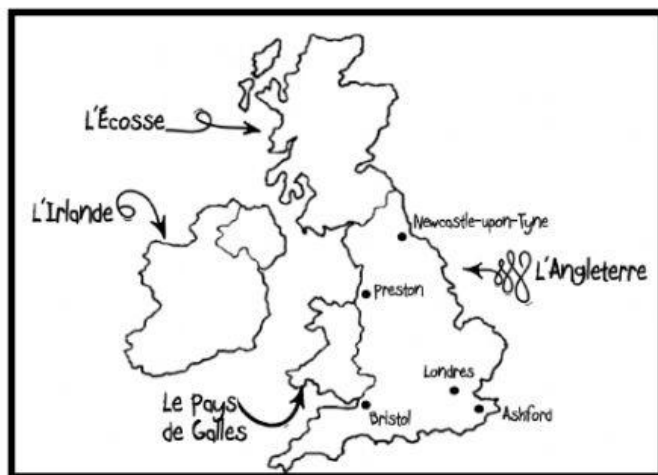 L'Écosse
L'Irlande
Newcastle-upon-Tyne
L'Angleterre
Preston
Londres
Le Pays
de Galles
Bristol
Ashford